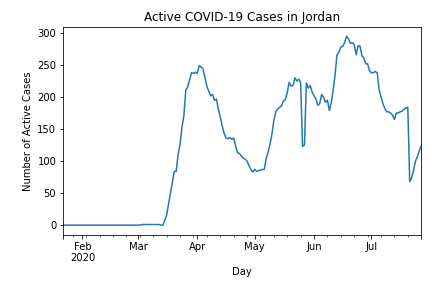 Active COVID-19 Cases in Jordan
300
250
200
150
100
50
0
Number of Active Cases
Feb
2020
Mar
Apr
May
Jun
Jul
Day